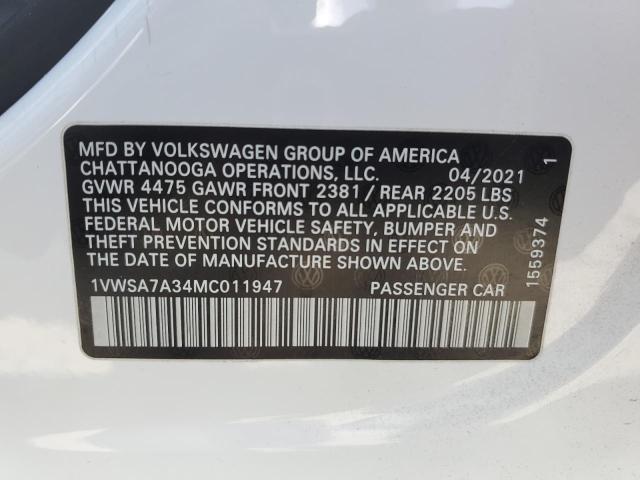 MFD BY VOLKSWAGEN GROUP OF AMERICA
CHATTANOOGA OPERATIONS, LLC. 04/2021
GVWR 4475 GAWR FRONT 2381 / REAR 2205 LBS
THIS VEHICLE CONFORMS TO ALL APPLICABLE U.S.
FEDERAL MOTOR VEHICLE SAFETY, BUMPER AND
THEFT PREVENTION STANDARDS IN EFFECT ON
THE DATE OF MANUFACTURE SHOWN ABOVE.
1VWSA7A34MC011947 PASSENGER CAR
1559374 1